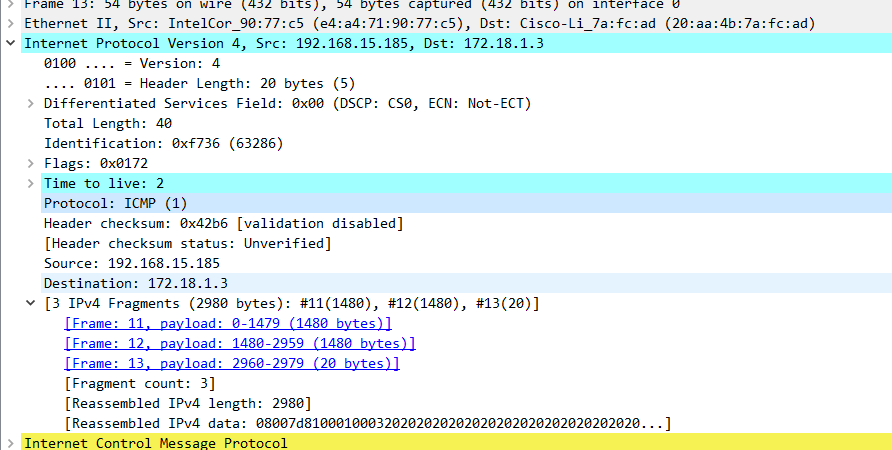 Frame 13: 54 bytes on wire (432 bits), 54 bytes captured (432 bits) on interface 0
Ethernet II, Src: IntelCor_90:77:c5 (e4:a4:71:90:77:c5), Dst: Cisco-Li_7a:fc:ad (20:aa:4b:7a:fc:ad)
Internet Protocol Version 4, Src: 192.168.15.185, Dst: 172.18.1.3
0100 .... = Version: 4
.... 0101 = Header Length: 20 bytes (5)
Differentiated Services Field: 0x00 (DSCP: CS0, ECN: Not-ECT)
Total Length: 40
Identification: 0xf736 (63286)
Flags: 0x0172
Time to live: 2
Protocol: ICMP (1)
Header checksum: 0x42b6 [validation disabled]
[Header checksum status: Unverified]
Source: 192.168.15.185
Destination: 172.18.1.3
[3 IPv4 Fragments (2980 bytes): #11(1480), #12(1480), #13(20)]
[Frame: 11, payload: 0-1479 (1480 bytes)]
[Frame: 12, payload: 1480-2959 (1480 bytes)]
[Frame: 13, payload: 2960-2979 (20 bytes)]
[Fragment count: 3]
[Reassembled IPv4 length: 2980]
[Reassembled IPv4 data: 08007d8100010003202020202020202020202020202020...]
Internet Control Message Protocol